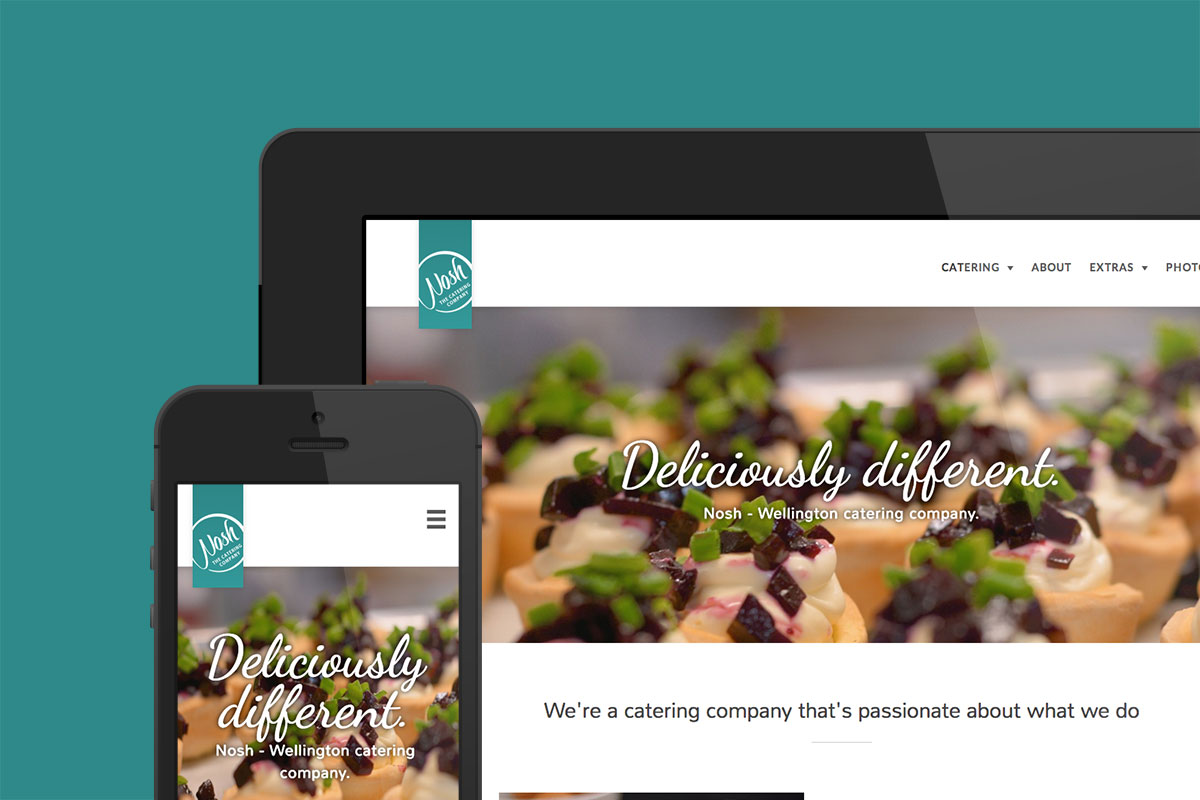 Nosh
THE CATERING
COMPANY
CATERING ABOUT EXTRAS PHOTO
Deliciously different.
Nosh - Wellington catering company.
We're a catering company that's passionate about what we do
Nosh
THE CATERING
COMPANY
Deliciously
different.
Nosh - Wellington catering
company.